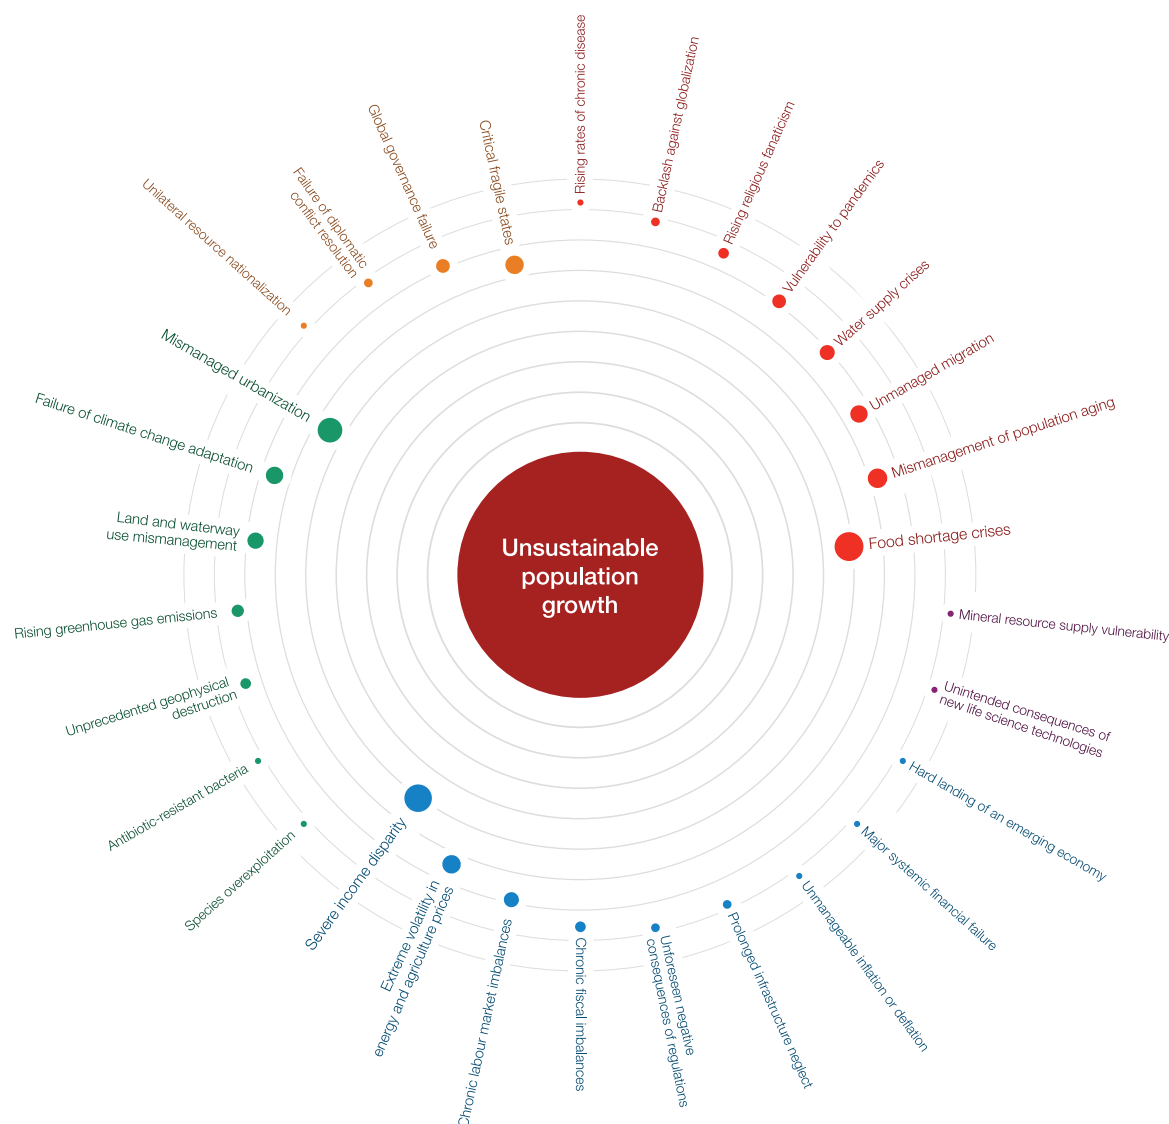 Rising rates of chronic disease
Backlash against globalization
Rising religious fanaticism
Vulnerability to pandemics
Water supply crises
Unmanaged migration
Mismanagement of population aging
Food shortage crises
Mineral resource supply vulnerability
Unintended consequences of
new life science technologies
Hard landing of an emerging economy
Major systemic financial failure
Unmanageable inflation or deflation
Prolonged infrastructure neglect
Unforeseen negative
consequences of regulations
Chronic fiscal imbalances
Chronic labour market imbalances
Extreme volatility in
energy and agriculture prices
Severe income disparity
Species overexploitation
Antibiotic-resistant bacteria
Unprecedented geophysical
destruction
Rising greenhouse gas emissions
Land and waterway
use mismanagement
Failure of climate change adaptation
Mismanaged urbanization
Unilateral resource nationalization
Failure of diplomatic
conflict resolution
Global governance failure
Critical fragile states
Unsustainable
population
growth